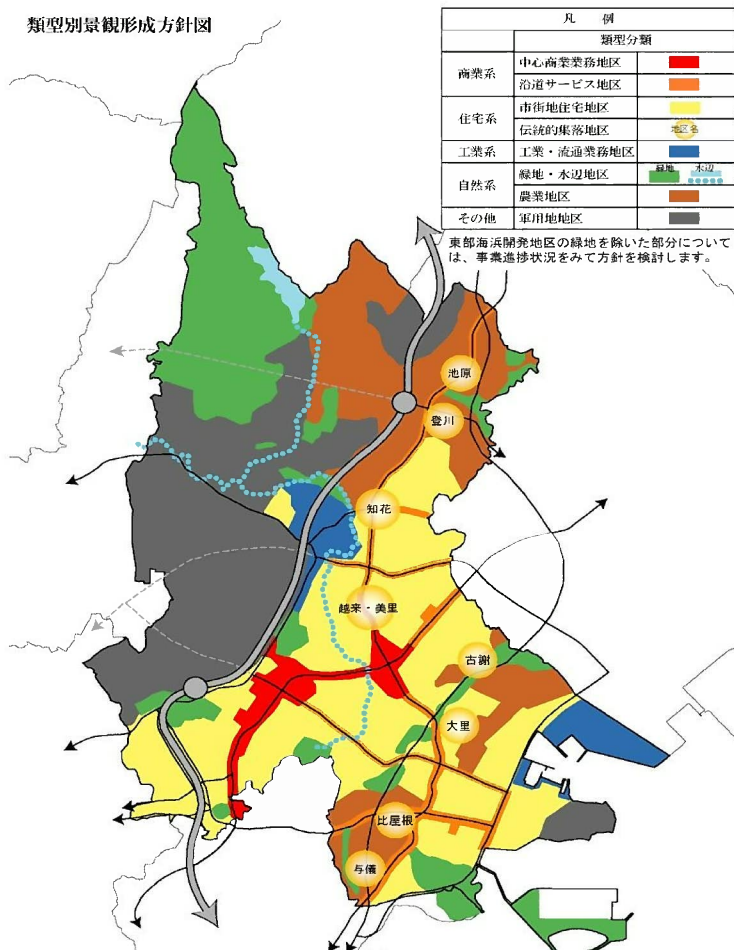 類型別景観形成方針図
凡 例
類型分類
商業系
中心商業業務地区
沿道サービス地区
住宅系
市街地住宅地区
伝統的集落地区
地区名
工業系
工業・流通業務地区
自然系
緑地・水辺地区
緑地 水辺
農業地区
その他
軍用地地区
東部海浜開発地区の緑地を除いた部分について
は、事業進捗状況をみて方針を検討します。
池原
登川
知花
越来・美里
古謝
大里
比屋根
与儀